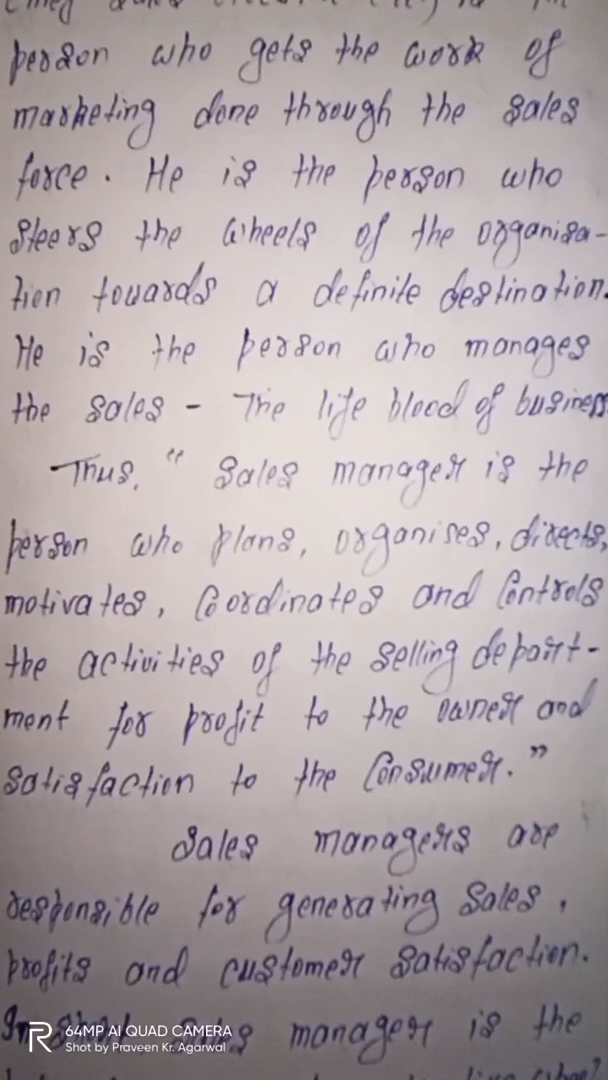 person who gets the work of
marketing done through the sales
force. He is the person who
steers the wheels of the organisa-
tion towards a definite destination.
He is the person who manages
the sales - The life blood of business
Thus, " Sales manager is the
person who plans, organises, directs,
motivates, Coordinates and Controls
the activities of the selling depart-
ment for profit to the owner and
satisfaction to the Consumer."
Sales managers are
responsible for generating Sales,
profits and customer satisfaction.
manager is the
64MP AI QUAD CAMERA
Shot by Praveen Kr. Agarwal